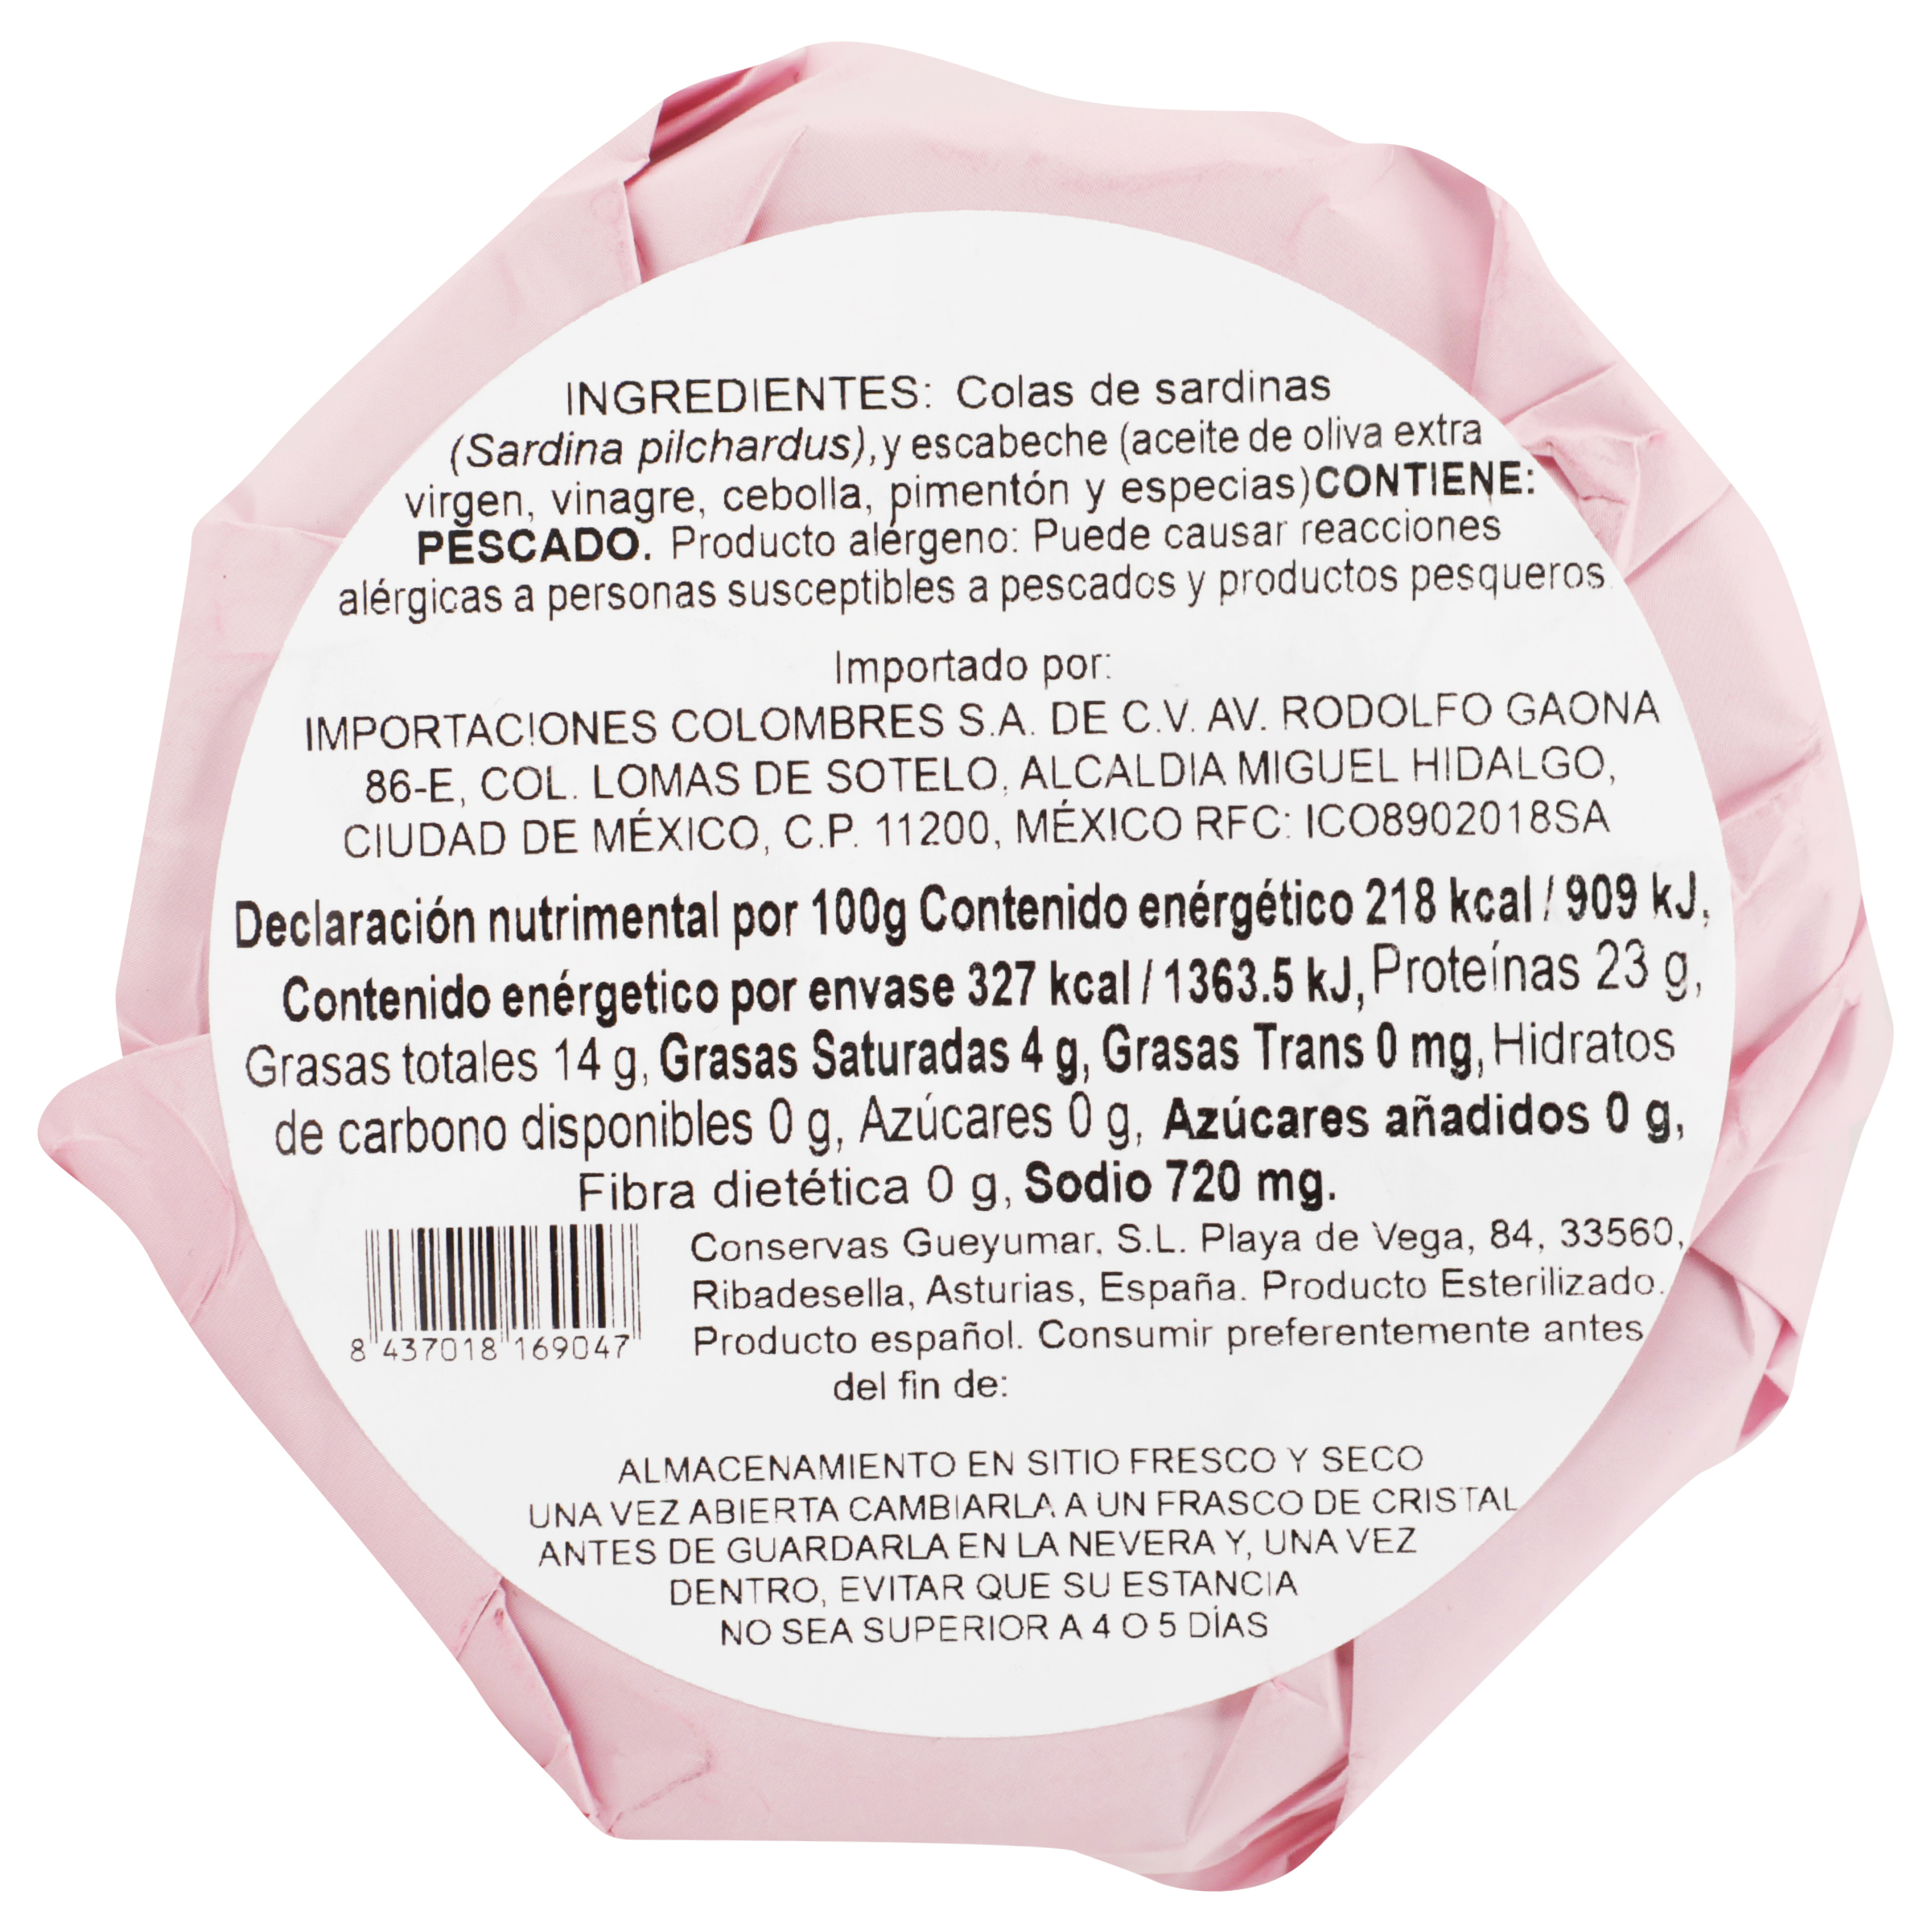 INGREDIENTES: Colas de sardinas
(Sardina pilchardus), y escabeche (aceite de oliva extra
virgen, vinagre, cebolla, pimentón y especias)CONTIENE:
PESCADO. Producto alérgeno: Puede causar reacciones
alérgicas a personas susceptibles a pescados y productos pesqueros.
Importado por:
IMPORTACIONES COLOMBRES S.A. DE C.V. AV. RODOLFO GAONA
86-E, COL. LOMAS DE SOTELO, ALCALDIA MIGUEL HIDALGO,
CIUDAD DE MÉXICO, C.P. 11200, MÉXICO RFC: ICO8902018SA
Declaración nutrimental por 100g Contenido enérgético 218 kcal / 909 kJ,
Contenido enérgetico por envase 327 kcal / 1363.5 kJ, Proteínas 23 g,
Grasas totales 14 g, Grasas Saturadas 4 g, Grasas Trans 0 mg, Hidratos
de carbono disponibles 0 g, Azúcares 0 g, Azúcares añadidos 0 g,
Fibra dietética 0 g, Sodio 720 mg.
Conservas Gueyumar, S.L. Playa de Vega, 84, 33560,
Ribadesella, Asturias, España. Producto Esterilizado.
Producto español. Consumir preferentemente antes
del fin de:
8 437018 169047
ALMACENAMIENTO EN SITIO FRESCO Y SECO
UNA VEZ ABIERTA CAMBIARLA A UN FRASCO DE CRISTAL
ANTES DE GUARDARLA EN LA NEVERA Y, UNA VEZ
DENTRO, EVITAR QUE SU ESTANCIA
NO SEA SUPERIOR A 4 O 5 DÍAS